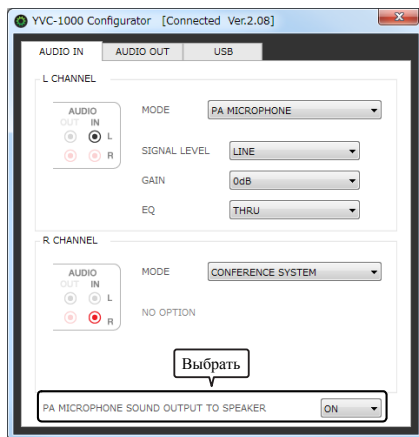 YVC-1000 Configurator [Connected Ver.2.08]
AUDIO IN AUDIO OUT USB
L CHANNEL
AUDIO
OUT IN
L
R
MODE PA MICROPHONE
SIGNAL LEVEL LINE
GAIN 0dB
EQ THRU
R CHANNEL
AUDIO
OUT IN
L
R
MODE CONFERENCE SYSTEM
NO OPTION
Выбрать
PA MICROPHONE SOUND OUTPUT TO SPEAKER ON